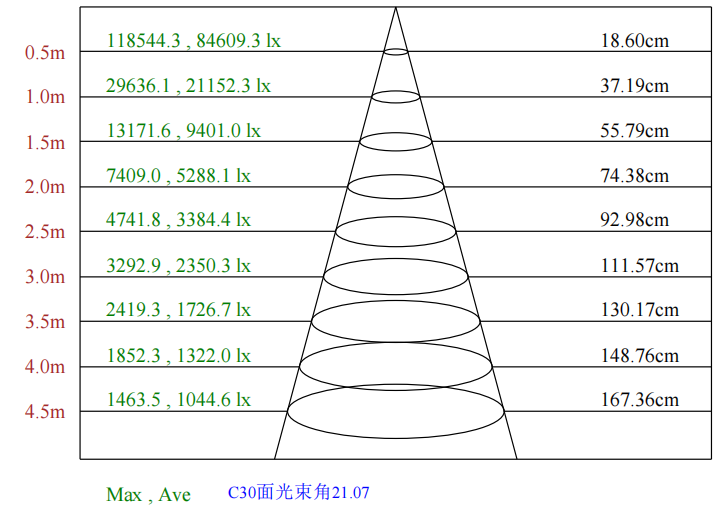 118544.3 , 84609.3 lx 18.60cm
0.5m
29636.1 , 21152.3 lx 37.19cm
1.0m
13171.6 , 9401.0 lx 55.79cm
1.5m
7409.0 , 5288.1 lx 74.38cm
2.0m
4741.8 , 3384.4 lx 92.98cm
2.5m
3292.9 , 2350.3 lx 111.57cm
3.0m
2419.3 , 1726.7 lx 130.17cm
3.5m
1852.3 , 1322.0 lx 148.76cm
4.0m
1463.5 , 1044.6 lx 167.36cm
4.5m
Max , Ave C30面光束角21.07